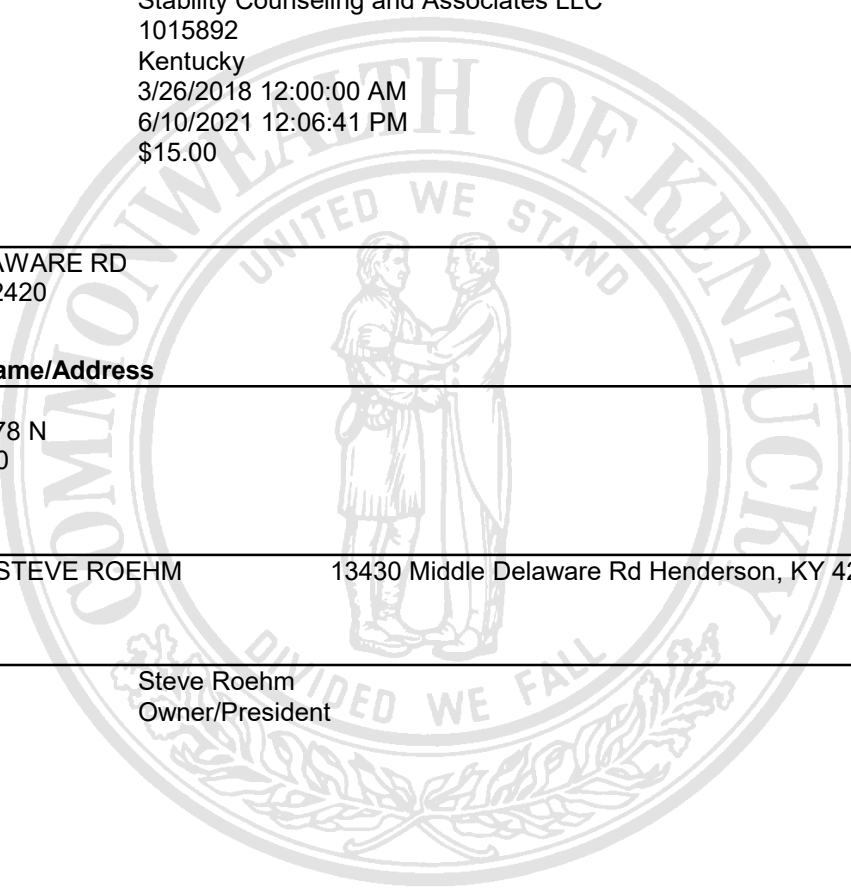 Stability Counseling and Associates LLC
1015892
Kentucky
3/26/2018 12:00:00 AM
6/10/2021 12:06:41 PM
$15.00
AWARE RD
2420
ame/Address
78 N
0
STEVE ROEHM 13430 Middle Delaware Rd Henderson, KY 42
Steve Roehm
Owner/President
COMMONWEALTH OF KENTUCKY
UNITED WE STAND
DIVIDED WE FALL